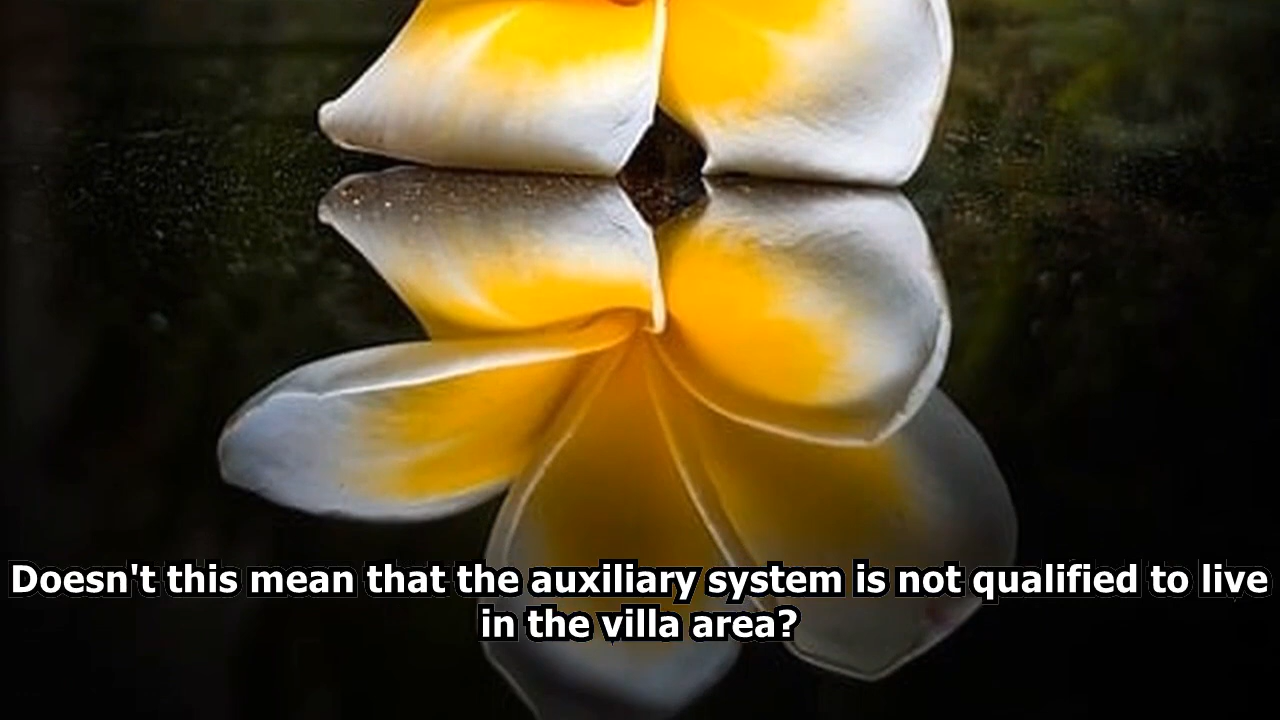 Doesn't this mean that the auxiliary system is not qualified to live
in the villa area?